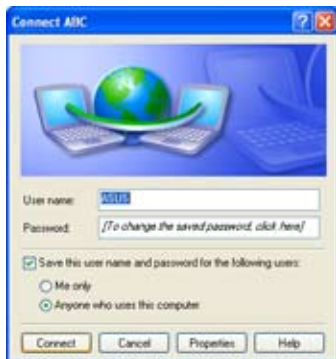 Connect ABC
User name: ASUS
Password: [To change the saved password, click here]
Save this user name and password for the following users:
Me only
Anyone who uses this computer
Connect Cancel Properties Help